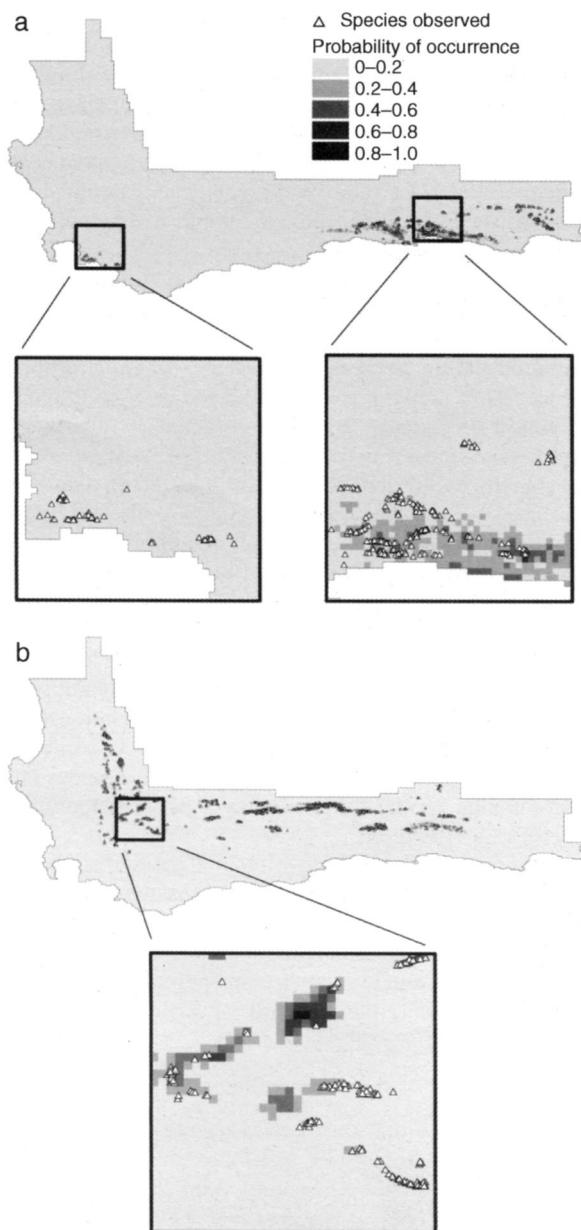 a
△ Species observed
Probability of occurrence
0–0.2
0.2–0.4
0.4–0.6
0.6–0.8
0.8–1.0
b